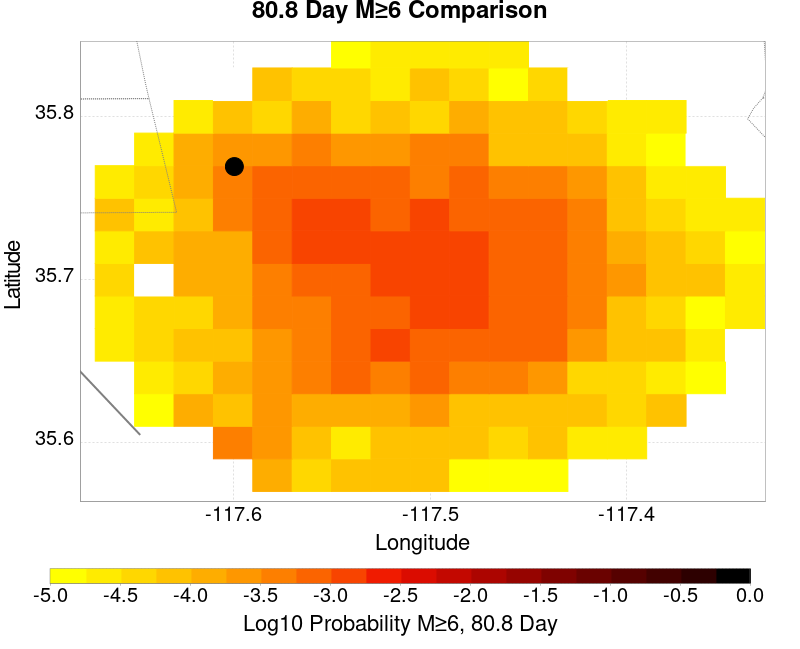 80.8 Day M≥6 Comparison
35.8
35.7
35.6
Latitude
-117.6 -117.5 -117.4
Longitude
-5.0 -4.5 -4.0 -3.5 -3.0 -2.5 -2.0 -1.5 -1.0 -0.5 0.0
Log10 Probability M≥6, 80.8 Day